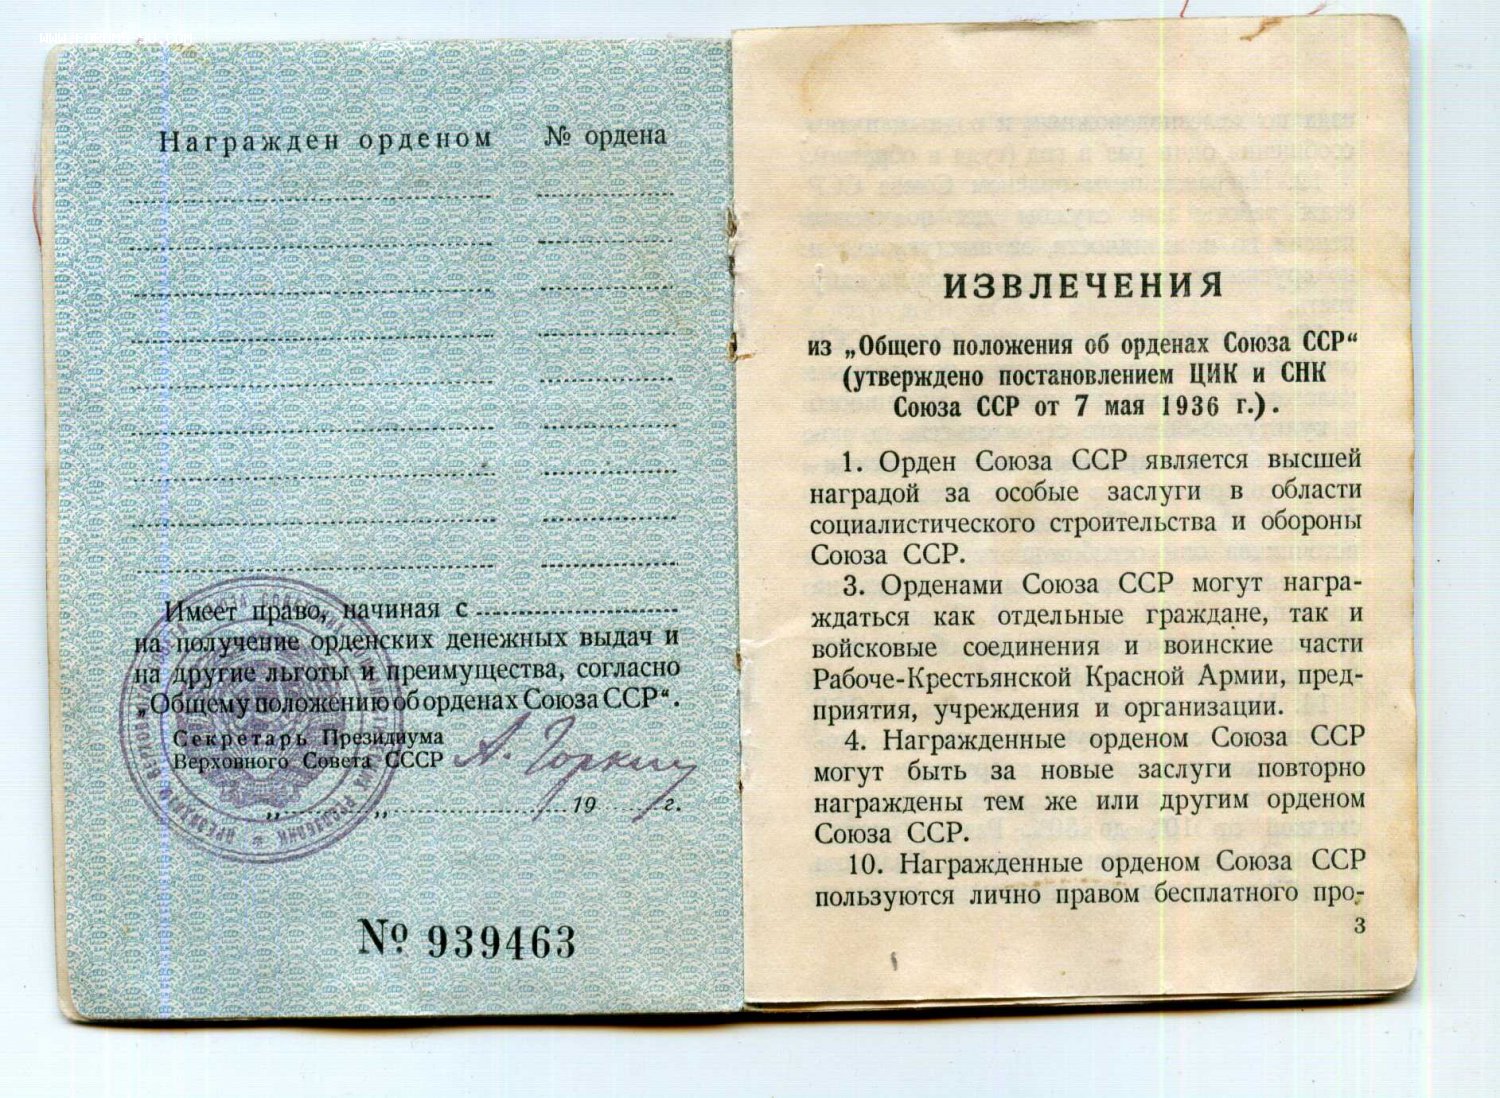 Награжден орденом № ордена
Имеет право, начиная с
на получение орденских денежных выдач и
на другие льготы и преимущества, согласно
„Общему положению об орденах Союза ССР“.
Секретарь Президиума
Верховного Совета СССР А. Горкин
„ „ 19 г.
№ 939463
ИЗВЛЕЧЕНИЯ
из „Общего положения об орденах Союза ССР“
(утверждено постановлением ЦИК и СНК
Союза ССР от 7 мая 1936 г.).
1. Орден Союза ССР является высшей
наградой за особые заслуги в области
социалистического строительства и обороны
Союза ССР.
3. Орденами Союза ССР могут награ-
ждаться как отдельные граждане, так и
войсковые соединения и воинские части
Рабоче-Крестьянской Красной Армии, пред-
приятия, учреждения и организации.
4. Награжденные орденом Союза ССР
могут быть за новые заслуги повторно
награждены тем же или другим орденом
Союза ССР.
10. Награжденные орденом Союза ССР
пользуются лично правом бесплатного про-
3